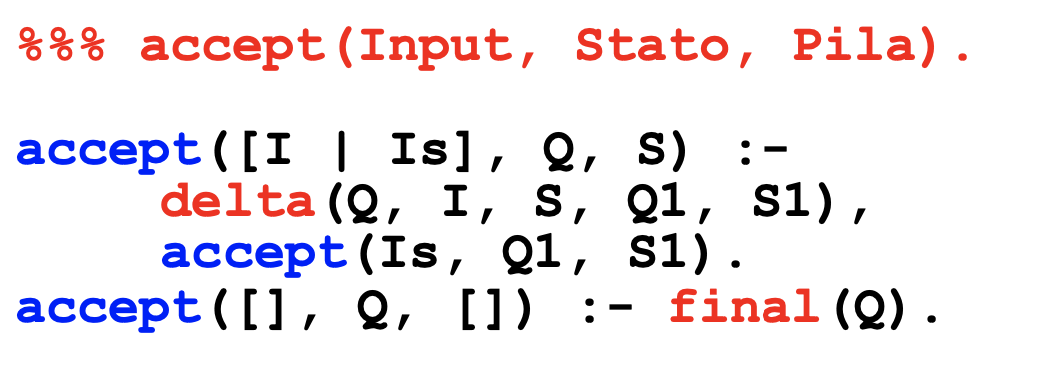 %%% accept(Input, Stato, Pila).
accept([I | Is], Q, S) :-
delta(Q, I, S, Q1, S1),
accept(Is, Q1, S1).
accept([], Q, []) :- final(Q).